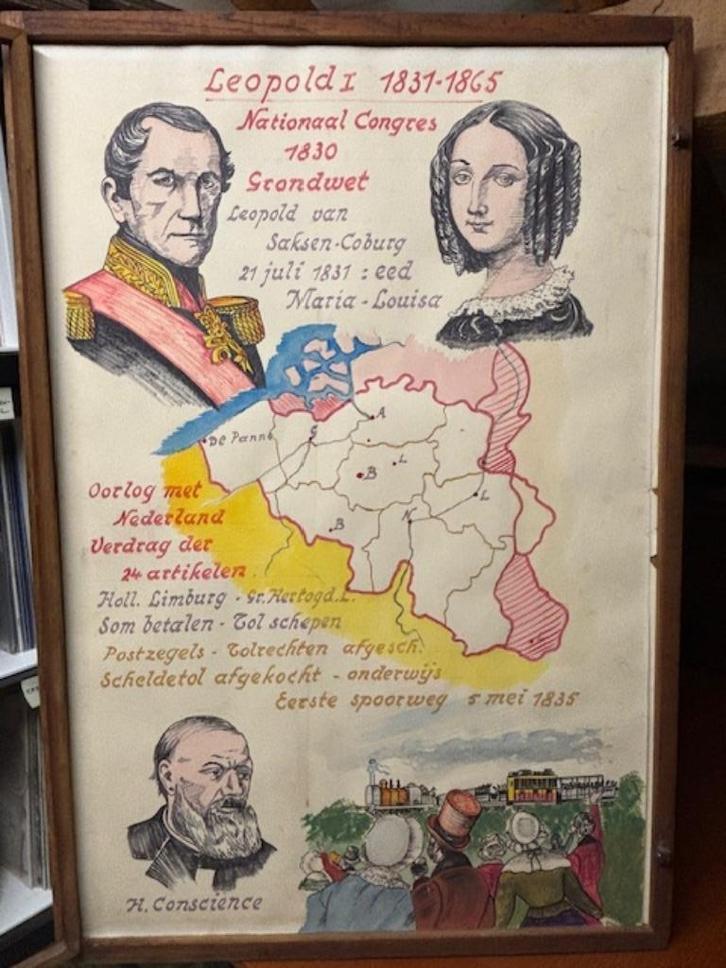 Leopold I 1831-1865
Nationaal Congres
1830
Grondwet
Leopold van
Saksen-Coburg
21 juli 1831 : eed
Maria-Louisa
De Panne
G
A
B
L
L
B
N
Oorlog met
Nederland
Verdrag der
24 artikelen
Holl. Limburg - Gr. Hertogd. L.
Som betalen - Tol schepen
Postzegels - Tolrechten afgesch.
Scheldetol afgekocht - onderwijs
Eerste spoorweg 5 mei 1835
H. Conscience